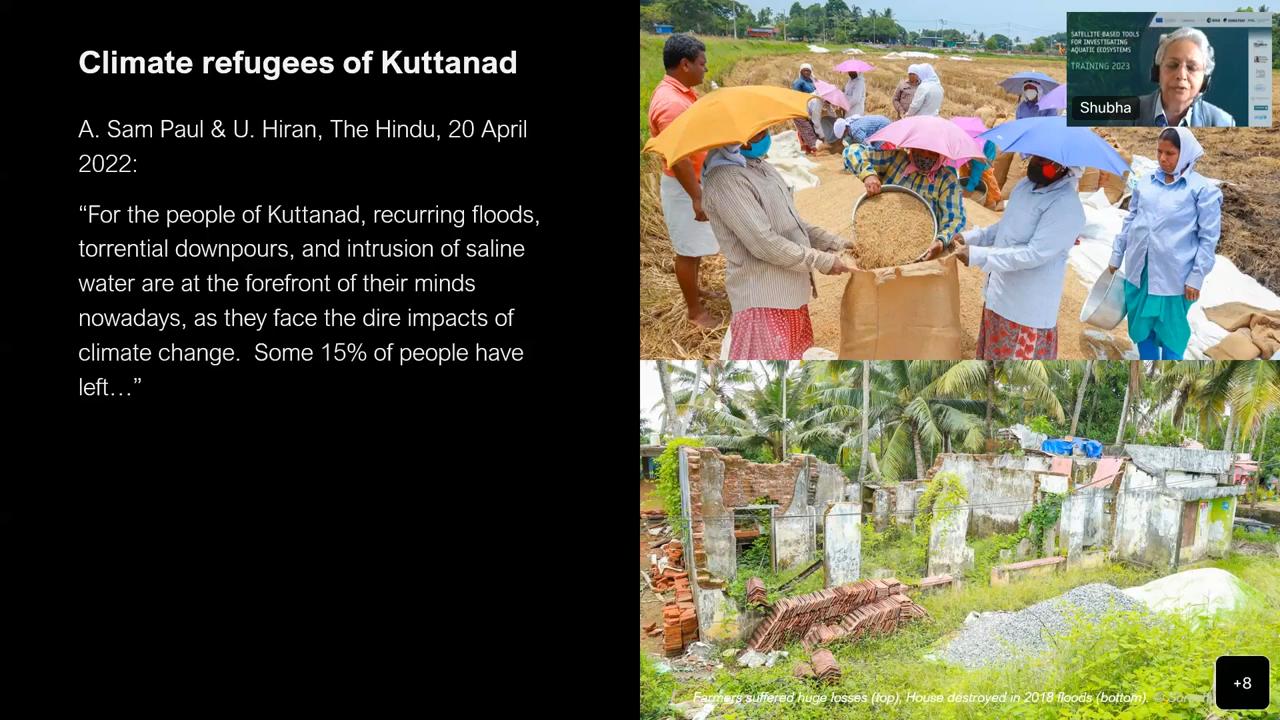 Climate refugees of Kuttanad
A. Sam Paul & U. Hiran, The Hindu, 20 April
2022:
“For the people of Kuttanad, recurring floods,
torrential downpours, and intrusion of saline
water are at the forefront of their minds
nowadays, as they face the dire impacts of
climate change.  Some 15% of people have
left…”
SATELLITE-BASED TOOLS
FOR INVESTIGATING
AQUATIC ECOSYSTEMS
TRAINING 2023
Shubha
Farmers suffered huge losses (top). House destroyed in 2018 floods (bottom). ©
+8